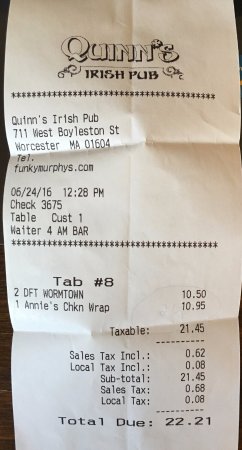 QUINN'S
IRISH PUB
****************************************
Quinn's Irish Pub
711 West Boyleston St
Worcester MA 01604
Tel.
funkymurphys.com
06/24/16 12:28 PM
Check 3675
Table Cust 1
Waiter 4 AM BAR
****************************************
Tab #8
2 DFT WORMTOWN 10.50
1 Annie's Chkn Wrap 10.95
Taxable: 21.45
----------
Sales Tax Incl.: 0.62
Local Tax Incl.: 0.08
Sub-total: 21.45
Sales Tax: 0.68
Local Tax: 0.08
----------
Total Due: 22.21